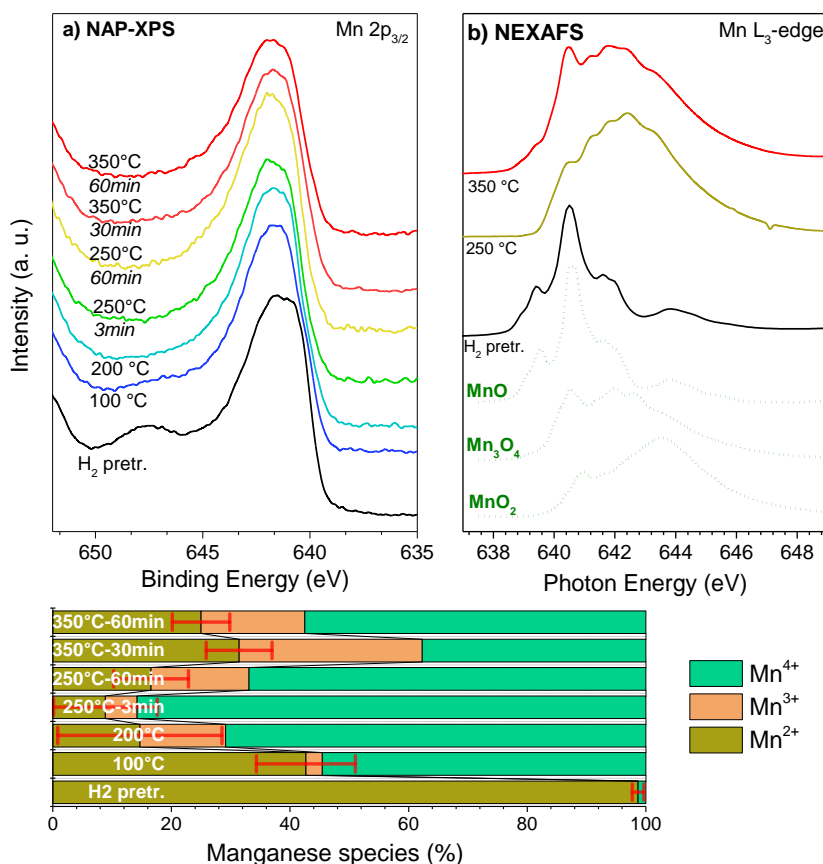 a) NAP-XPS
Mn 2p3/2
350°C
60min
350°C
30min
250°C
60min
250°C
3min
200 °C
100 °C
H2 pretr.
Intensity (a. u.)
650
645
640
635
Binding Energy (eV)
b) NEXAFS
Mn L3-edge
350 °C
250 °C
H2 pretr.
MnO
Mn3O4
MnO2
638
640
642
644
646
648
Photon Energy (eV)
350°C-60min
350°C-30min
250°C-60min
250°C-3min
200°C
100°C
H2 pretr.
0
20
40
60
80
100
Manganese species (%)
Mn4+
Mn3+
Mn2+